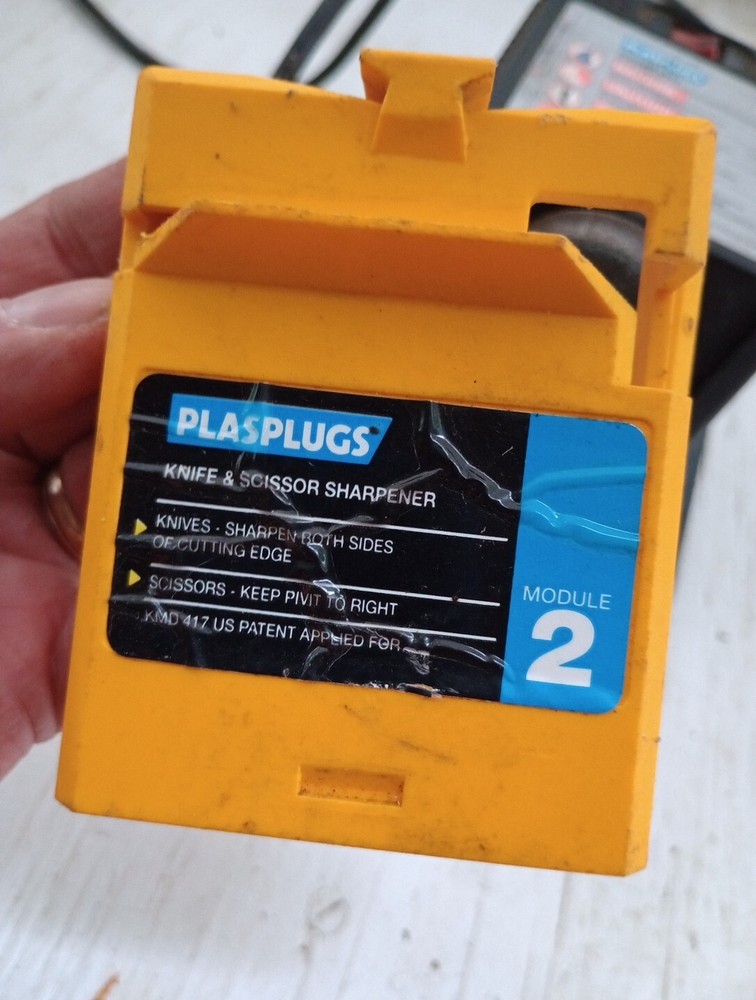 PLASPLUGS
KNIFE & SCISSOR SHARPENER
KNIVES - SHARPEN BOTH SIDES
OF CUTTING EDGE
SCISSORS - KEEP PIVIT TO RIGHT
KMD 417 US PATENT APPLIED FOR
MODULE
2